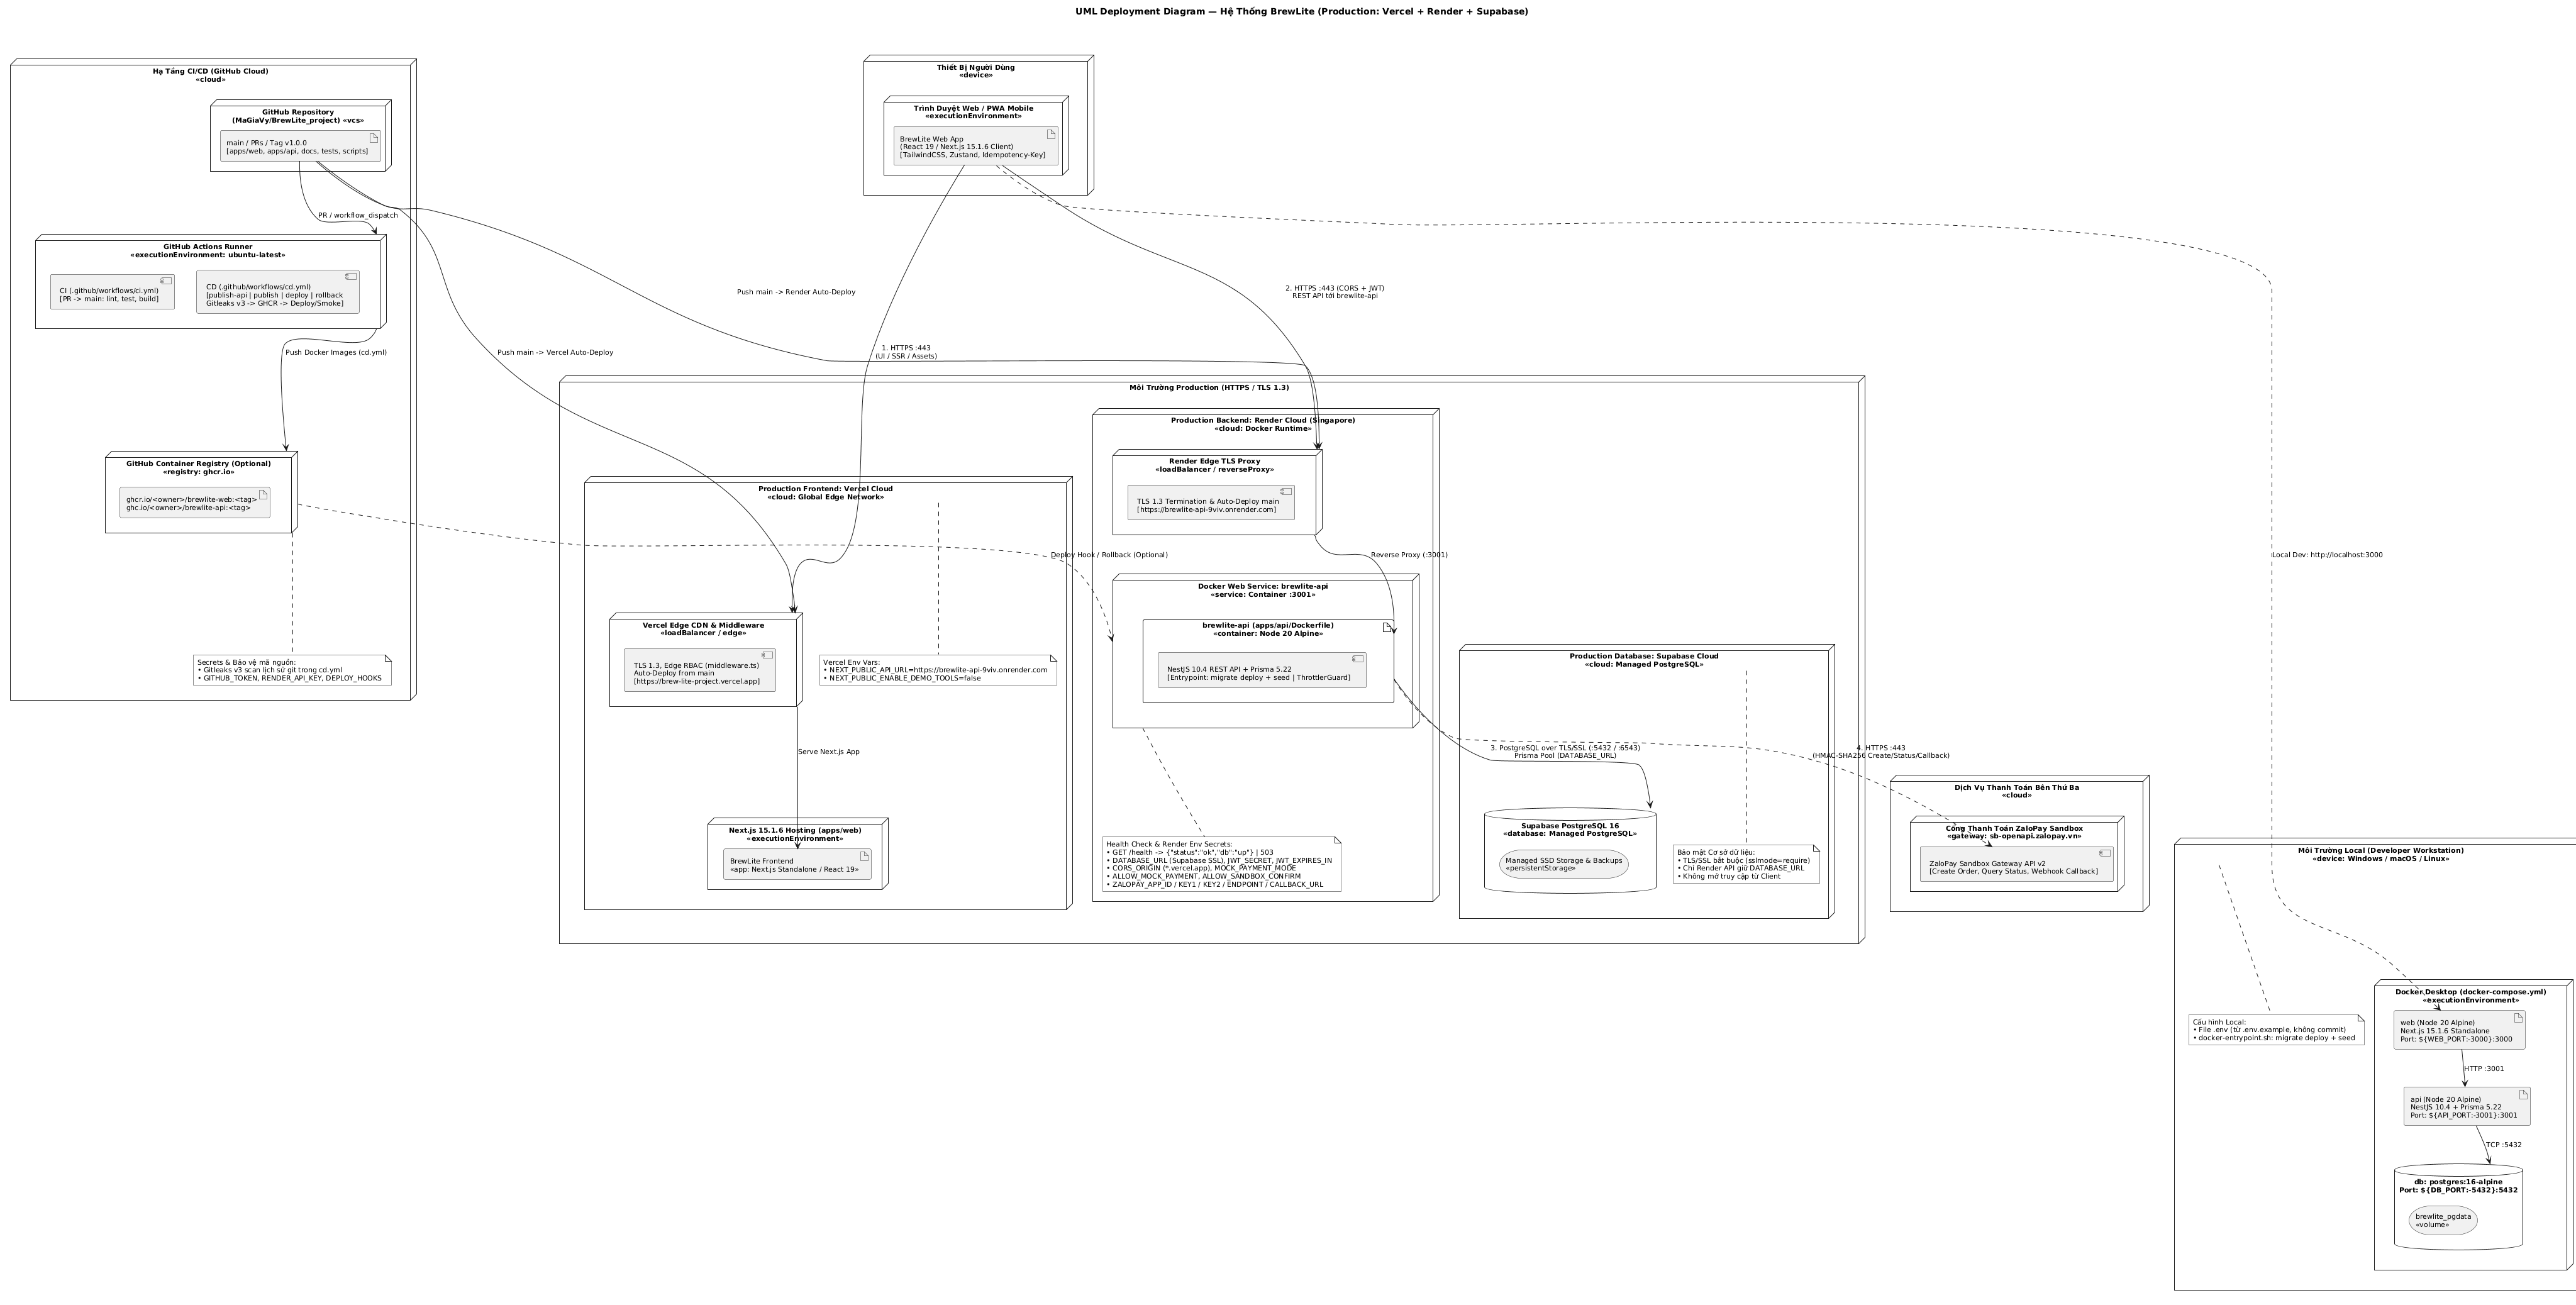 UML Deployment Diagram — Hệ Thống BrewLite (Production: Vercel + Render + Supabase)
Hạ Tầng CI/CD (GitHub Cloud)
«cloud»
GitHub Repository
(MaGiaVy/BrewLite_project) «vcs»
main / PRs / Tag v1.0.0
[apps/web, apps/api, docs, tests, scripts]
PR / workflow_dispatch
GitHub Actions Runner
«executionEnvironment: ubuntu-latest»
CI (.github/workflows/ci.yml)
[PR -> main: lint, test, build]
CD (.github/workflows/cd.yml)
[publish-api | publish | deploy | rollback
Gitleaks v3 -> GHCR -> Deploy/Smoke]
Push Docker Images (cd.yml)
GitHub Container Registry (Optional)
«registry: ghcr.io»
ghcr.io/<owner>/brewlite-web:<tag>
ghc.io/<owner>/brewlite-api:<tag>
Secrets & Bảo vệ mã nguồn:
• Gitleaks v3 scan lịch sử git trong cd.yml
• GITHUB_TOKEN, RENDER_API_KEY, DEPLOY_HOOKS
Thiết Bị Người Dùng
«device»
Trình Duyệt Web / PWA Mobile
«executionEnvironment»
BrewLite Web App
(React 19 / Next.js 15.1.6 Client)
[TailwindCSS, Zustand, Idempotency-Key]
Push main -> Render Auto-Deploy
Push main -> Vercel Auto-Deploy
1. HTTPS :443
(UI / SSR / Assets)
2. HTTPS :443 (CORS + JWT)
REST API tới brewlite-api
Môi Trường Production (HTTPS / TLS 1.3)
Production Frontend: Vercel Cloud
«cloud: Global Edge Network»
Vercel Edge CDN & Middleware
«loadBalancer / edge»
TLS 1.3, Edge RBAC (middleware.ts)
Auto-Deploy from main
[https://brew-lite-project.vercel.app]
Vercel Env Vars:
• NEXT_PUBLIC_API_URL=https://brewlite-api-9viv.onrender.com
• NEXT_PUBLIC_ENABLE_DEMO_TOOLS=false
Serve Next.js App
Next.js 15.1.6 Hosting (apps/web)
«executionEnvironment»
BrewLite Frontend
«app: Next.js Standalone / React 19»
Production Backend: Render Cloud (Singapore)
«cloud: Docker Runtime»
Render Edge TLS Proxy
«loadBalancer / reverseProxy»
TLS 1.3 Termination & Auto-Deploy main
[https://brewlite-api-9viv.onrender.com]
Deploy Hook / Rollback (Optional)
Reverse Proxy (:3001)
Docker Web Service: brewlite-api
«service: Container :3001»
brewlite-api (apps/api/Dockerfile)
«container: Node 20 Alpine»
NestJS 10.4 REST API + Prisma 5.22
[Entrypoint: migrate deploy + seed | ThrottlerGuard]
Health Check & Render Env Secrets:
• GET /health -> {"status":"ok","db":"up"} | 503
• DATABASE_URL (Supabase SSL), JWT_SECRET, JWT_EXPIRES_IN
• CORS_ORIGIN (*.vercel.app), MOCK_PAYMENT_MODE
• ALLOW_MOCK_PAYMENT, ALLOW_SANDBOX_CONFIRM
• ZALOPAY_APP_ID / KEY1 / KEY2 / ENDPOINT / CALLBACK_URL
Production Database: Supabase Cloud
«cloud: Managed PostgreSQL»
3. PostgreSQL over TLS/SSL (:5432 / :6543)
Prisma Pool (DATABASE_URL)
Supabase PostgreSQL 16
«database: Managed PostgreSQL»
Managed SSD Storage & Backups
«persistentStorage»
Bảo mật Cơ sở dữ liệu:
• TLS/SSL bắt buộc (sslmode=require)
• Chỉ Render API giữ DATABASE_URL
• Không mở truy cập từ Client
4. HTTPS :443
(HMAC-SHA256 Create/Status/Callback)
Dịch Vụ Thanh Toán Bên Thứ Ba
«cloud»
Cổng Thanh Toán ZaloPay Sandbox
«gateway: sb-openapi.zalopay.vn»
ZaloPay Sandbox Gateway API v2
[Create Order, Query Status, Webhook Callback]
Local Dev: http://localhost:3000
Môi Trường Local (Developer Workstation)
«device: Windows / macOS / Linux»
Cấu hình Local:
• File .env (từ .env.example, không commit)
• docker-entrypoint.sh: migrate deploy + seed
Docker Desktop (docker-compose.yml)
«executionEnvironment»
web (Node 20 Alpine)
Next.js 15.1.6 Standalone
Port: ${WEB_PORT:-3000}:3000
HTTP :3001
api (Node 20 Alpine)
NestJS 10.4 + Prisma 5.22
Port: ${API_PORT:-3001}:3001
TCP :5432
db: postgres:16-alpine
Port: ${DB_PORT:-5432}:5432
brewlite_pgdata
«volume»